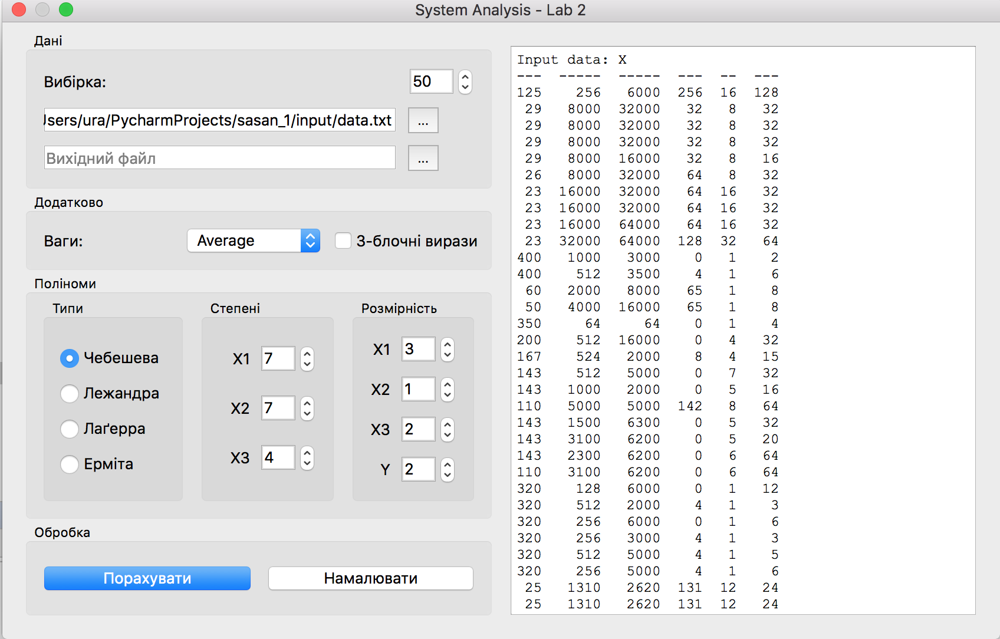 System Analysis - Lab 2
Дані
Вибірка:
50
Jsers/ura/PycharmProjects/sasan_1/input/data.txt
...
Вихідний файл
...
Додатково
Ваги:
Average
3-блочні вирази
Поліноми
Типи
Чебешева
Лежандра
Лаґерра
Ерміта
Степені
X1 7
X2 7
X3 4
Розмірність
X1 3
X2 1
X3 2
Y 2
Обробка
Порахувати
Намалювати
Input data: X
--- ----- ----- --- -- ---
125 256 6000 256 16 128
29 8000 32000 32 8 32
29 8000 32000 32 8 32
29 8000 32000 32 8 32
29 8000 16000 32 8 16
26 8000 32000 64 8 32
23 16000 32000 64 16 32
23 16000 32000 64 16 32
23 16000 64000 64 16 32
23 32000 64000 128 32 64
400 1000 3000 0 1 2
400 512 3500 4 1 6
60 2000 8000 65 1 8
50 4000 16000 65 1 8
350 64 64 0 1 4
200 512 16000 0 4 32
167 524 2000 8 4 15
143 512 5000 0 7 32
143 1000 2000 0 5 16
110 5000 5000 142 8 64
143 1500 6300 0 5 32
143 3100 6200 0 5 20
143 2300 6200 0 6 64
110 3100 6200 0 6 64
320 128 6000 0 1 12
320 512 2000 4 1 3
320 256 6000 0 1 6
320 256 3000 4 1 3
320 512 5000 4 1 5
320 256 5000 4 1 6
25 1310 2620 131 12 24
25 1310 2620 131 12 24